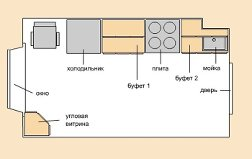 холодильник
плита
мойка
буфет 1
буфет 2
окно
дверь
угловая
витрина